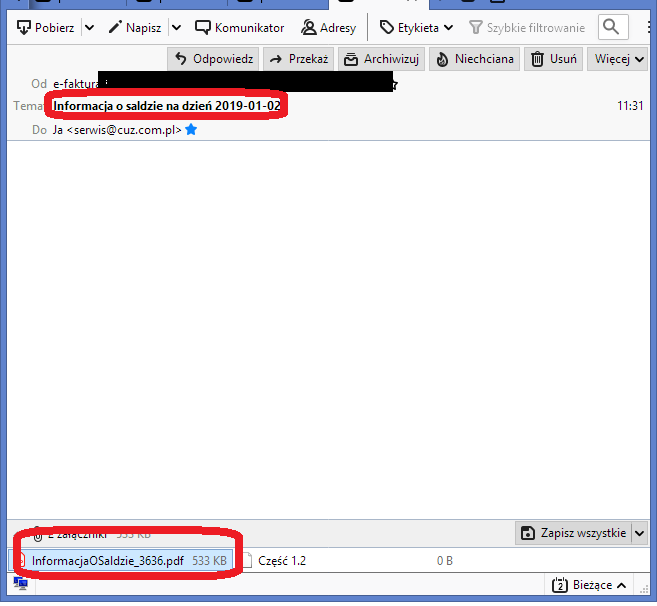 Pobierz Napisz Komunikator Adresy Etykieta Szybkie filtrowanie
Odpowiedz Przekaż Archiwizuj Niechciana Usuń Więcej
Od e-faktura
Temat Informacja o saldzie na dzień 2019-01-02 11:31
Do Ja <serwis@cuz.com.pl>
2 załączniki 533 KB Zapisz wszystkie
InformacjaOSaldzie_3636.pdf 533 KB Część 1.2 0 B
2 Bieżące